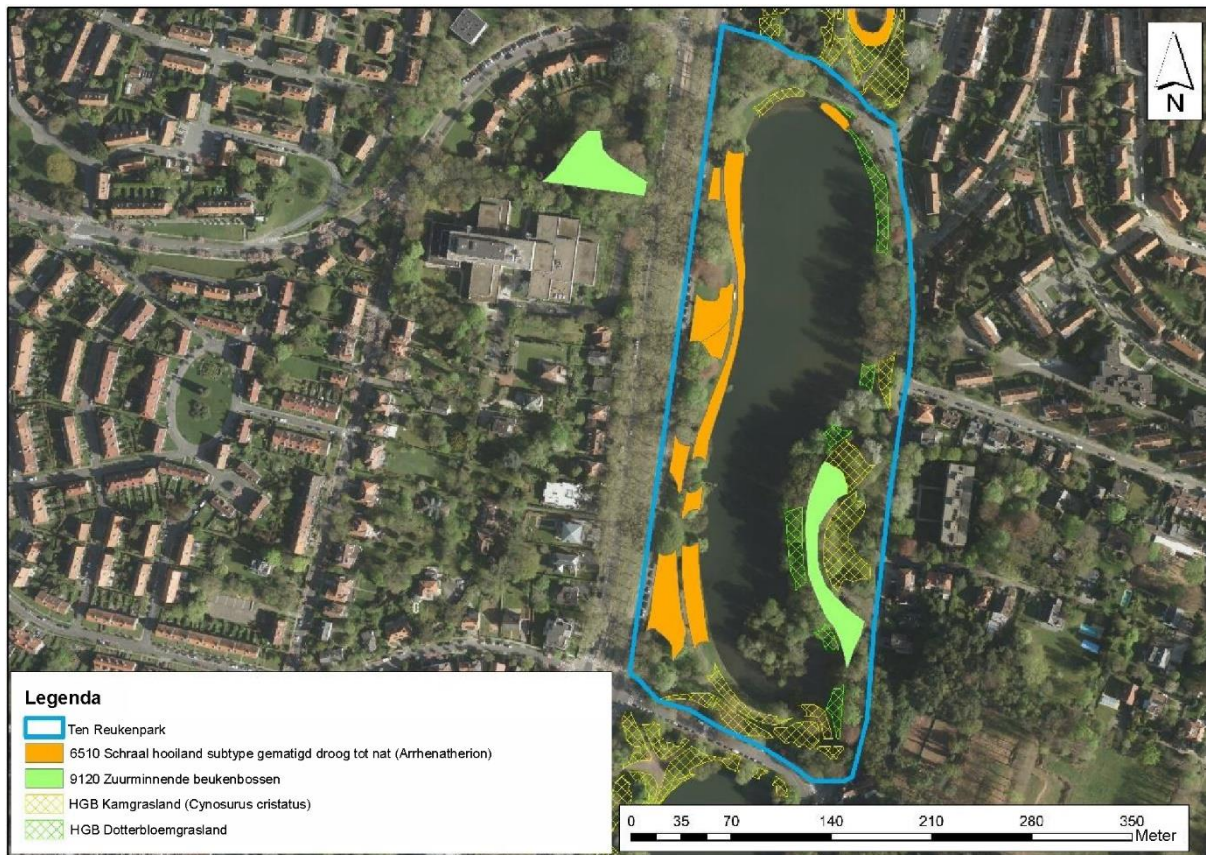 N
Legenda
Ten Reukenpark
6510 Schraal hooiland subtype gematigd droog tot nat (Arrhenatherion)
9120 Zuurminnende beukenbossen
HGB Kamgrasland (Cynosurus cristatus)
HGB Dotterbloemgrasland
0 35 70 140 210 280 350
Meter